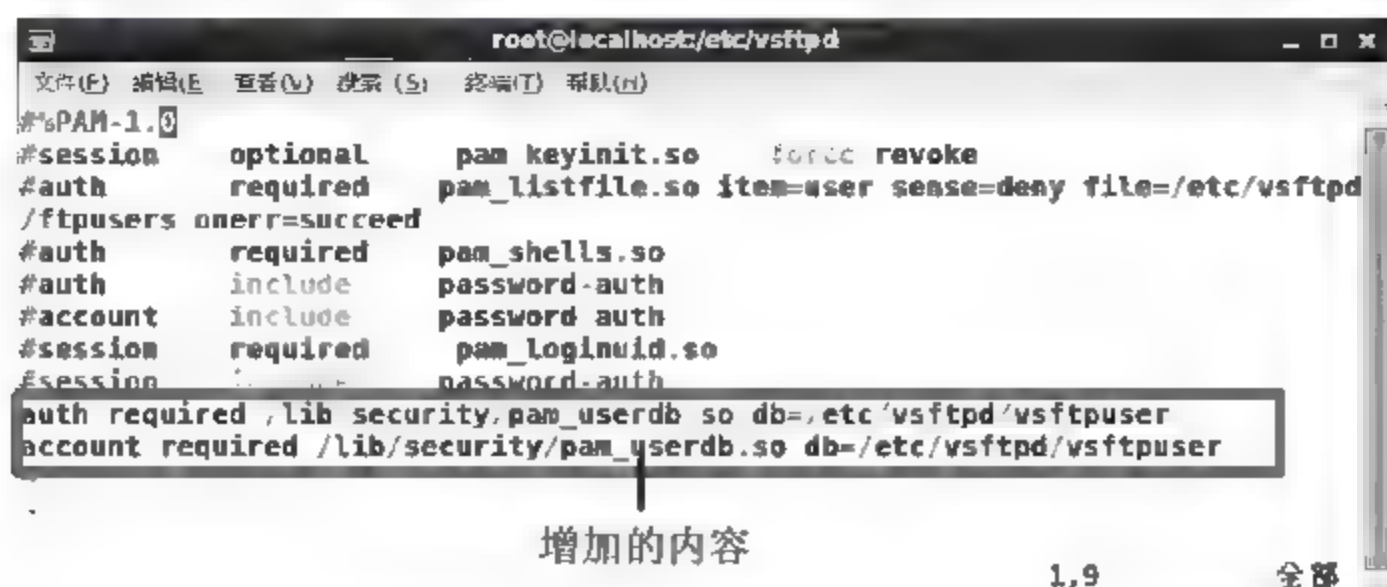 root@localhost:/etc/vsftpd
文件(F) 编辑(E 查看(V) 搜索 (S) 终端(T) 帮助(H)
#%PAM-1.0
#session optional pam keyinit.so force revoke
#auth required pam_listfile.so item=user sense=deny file=/etc/vsftpd
/ftpusers onerr=succeed
#auth required pam_shells.so
#auth include password-auth
#account include password auth
#session required pam_loginuid.so
#session password-auth
auth required /lib security/pam_userdb so db=/etc/vsftpd/vsftpuser
account required /lib/security/pam_userdb.so db=/etc/vsftpd/vsftpuser
增加的内容
1,9 全部